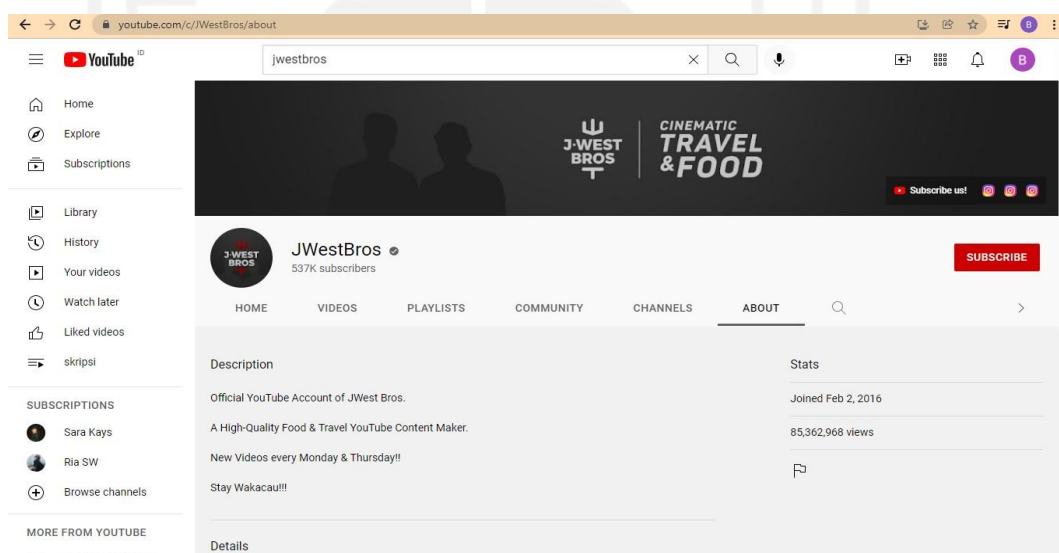 youtube.com/c/JWestBros/about
B
YouTube ID
jwestbros
B
Home
Explore
Subscriptions
Library
History
Your videos
Watch later
Liked videos
skripsi
SUBSCRIPTIONS
Sara Kays
Ria SW
Browse channels
MORE FROM YOUTUBE
J·WEST
BROS
CINEMATIC
TRAVEL
&FOOD
Subscribe us!
J·WEST
BROS
JWestBros
537K subscribers
SUBSCRIBE
HOME VIDEOS PLAYLISTS COMMUNITY CHANNELS ABOUT
Description
Official YouTube Account of JWest Bros.
A High-Quality Food & Travel YouTube Content Maker.
New Videos every Monday & Thursday!!
Stay Wakacau!!!
Details
Stats
Joined Feb 2, 2016
85,362,968 views